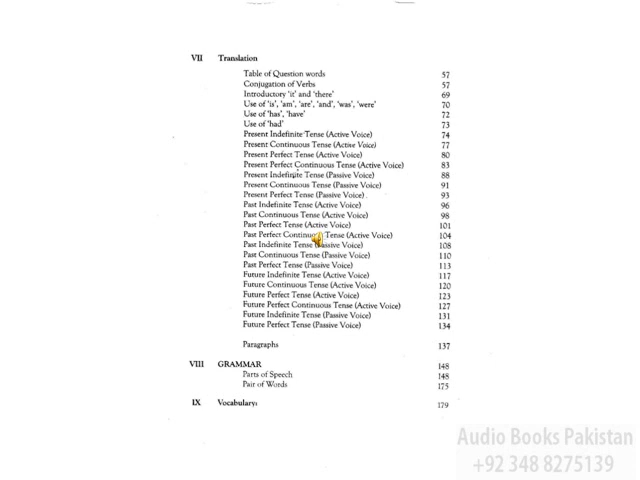 VII Translation
Table of Question words 57
Conjugation of Verbs 57
Introductory 'it' and 'there' 69
Use of 'is', 'am', 'are', 'and', 'was', 'were' 70
Use of 'has', 'have' 72
Use of 'had' 73
Present Indefinite Tense (Active Voice) 74
Present Continuous Tense (Active Voice) 77
Present Perfect Tense (Active Voice) 80
Present Perfect Continuous Tense (Active Voice) 83
Present Indefinite Tense (Passive Voice) 88
Present Continuous Tense (Passive Voice) 91
Present Perfect Tense (Passive Voice) 93
Past Indefinite Tense (Active Voice) 96
Past Continuous Tense (Active Voice) 98
Past Perfect Tense (Active Voice) 101
Past Perfect Continuous Tense (Active Voice) 104
Past Indefinite Tense (Passive Voice) 108
Past Continuous Tense (Passive Voice) 110
Past Perfect Tense (Passive Voice) 113
Future Indefinite Tense (Active Voice) 117
Future Continuous Tense (Active Voice) 120
Future Perfect Tense (Active Voice) 123
Future Perfect Continuous Tense (Active Voice) 127
Future Indefinite Tense (Passive Voice) 131
Future Perfect Tense (Passive Voice) 134
Paragraphs 137
VIII GRAMMAR 148
Parts of Speech 148
Pair of Words 175
IX Vocabulary: 179
Audio Books Pakistan
+92 348 8275139